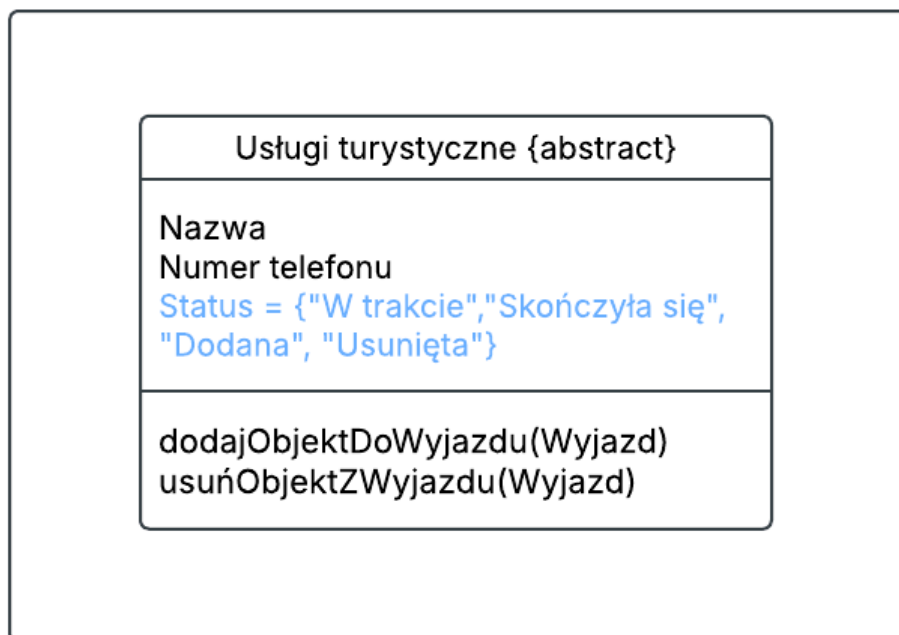 Usługi turystyczne {abstract}
Nazwa
Numer telefonu
Status = {"W trakcie","Skończyła się",
"Dodana", "Usunięta"}
dodajObjektDoWyjazdu(Wyjazd)
usuńObjektZWyjazdu(Wyjazd)